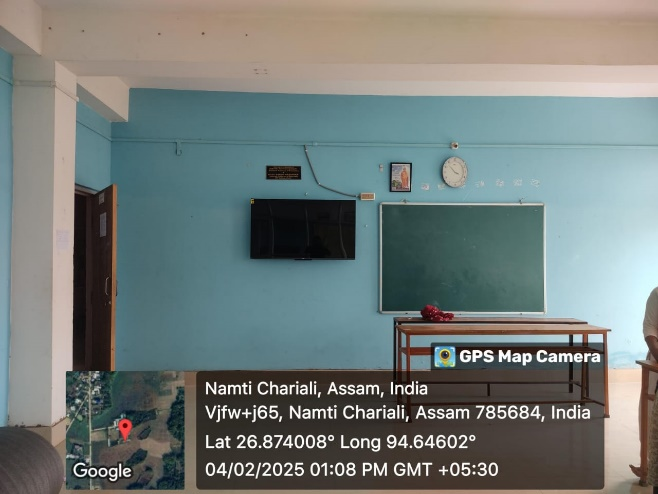 GPS Map Camera
Namti Chariali, Assam, India
Vjfw+j65, Namti Chariali, Assam 785684, India
Lat 26.874008° Long 94.64602°
04/02/2025 01:08 PM GMT +05:30
Google